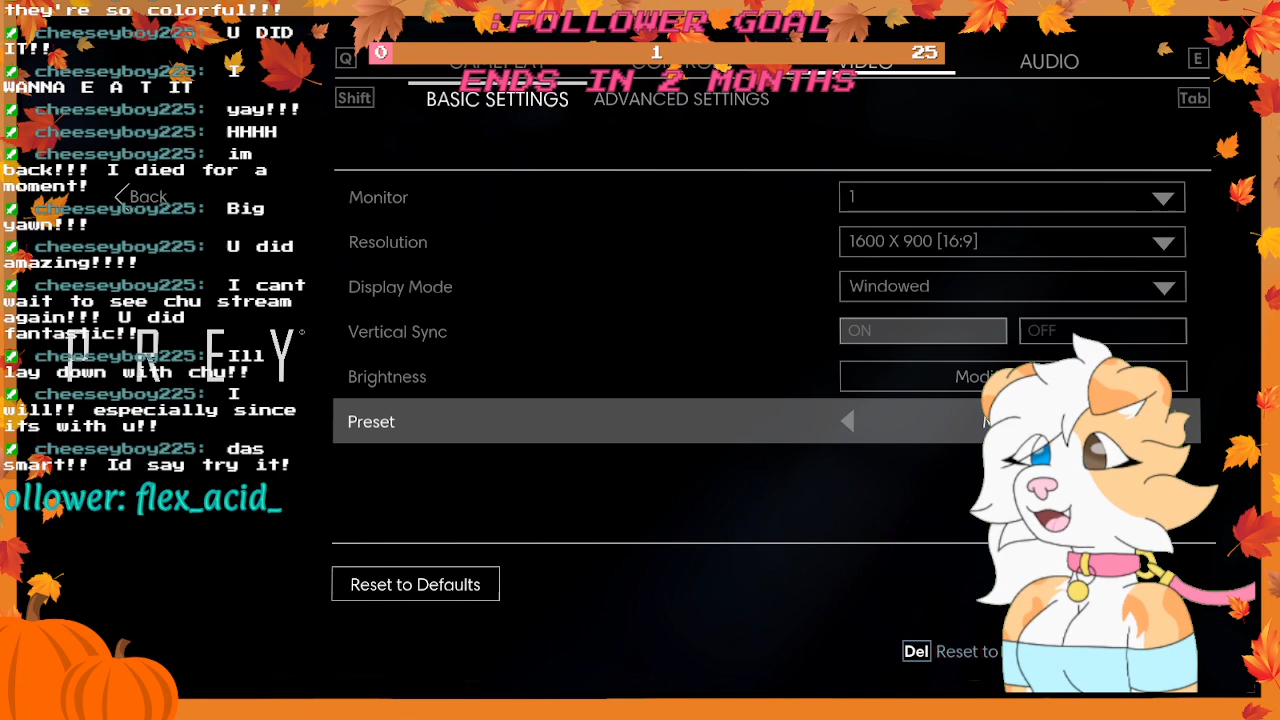 they're so colorful!!!
cheeseyboy225: U DID
IT!!
cheeseyboy225: I
WANNA E A T IT
cheeseyboy225: yay!!!
cheeseyboy225: HHHH
cheeseyboy225: im
back!!! I died for a
moment!
cheeseyboy225: Big
yawn!!!
cheeseyboy225: U did
amazing!!!!
cheeseyboy225: I cant
wait to see chu stream
again!!! U did
fantastic!!
cheeseyboy225: Ill
lay down with chu!!
cheeseyboy225: I
will!! especially since
its with u!!
cheeseyboy225: das
smart!! Id say try it!
ollower: flex_acid_
Back
PREY
:FOLLOWER GOAL
0 1 25
ENDS IN 2 MONTHS
Q GAMEPLAY VIDEO AUDIO E
Shift BASIC SETTINGS ADVANCED SETTINGS Tab
Monitor 1
Resolution 1600 X 900 [16:9]
Display Mode Windowed
Vertical Sync ON OFF
Brightness
Preset
Reset to Defaults
Del Reset to